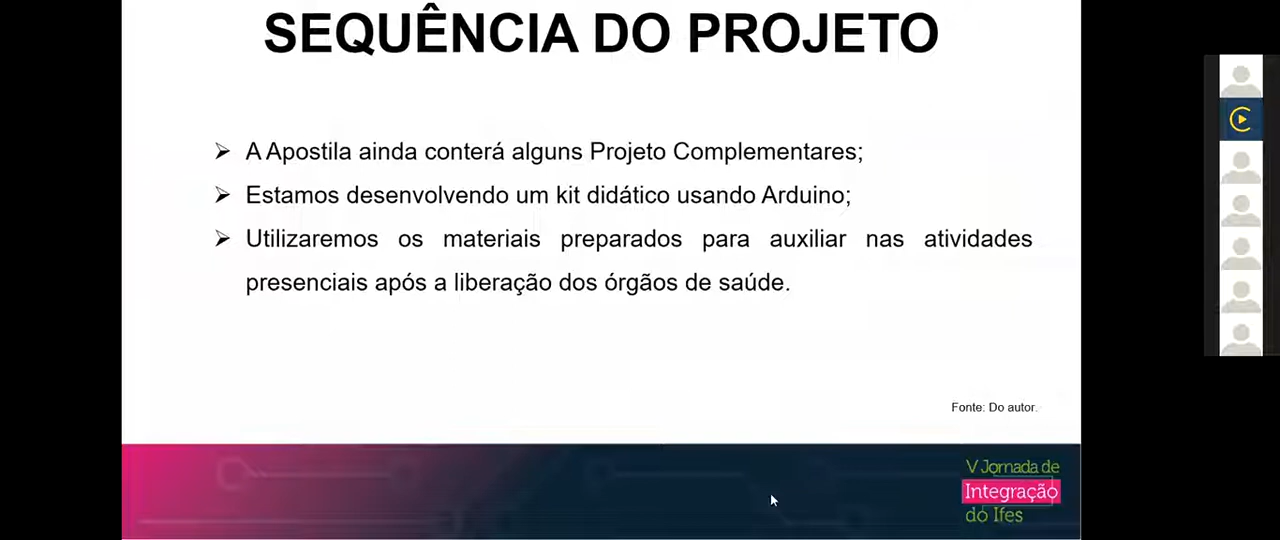 SEQUÊNCIA DO PROJETO
A Apostila ainda conterá alguns Projeto Complementares;
Estamos desenvolvendo um kit didático usando Arduino;
Utilizaremos os materiais preparados para auxiliar nas atividades
presenciais após a liberação dos órgãos de saúde.
Fonte: Do autor.
V Jornada de
Integração
do Ifes